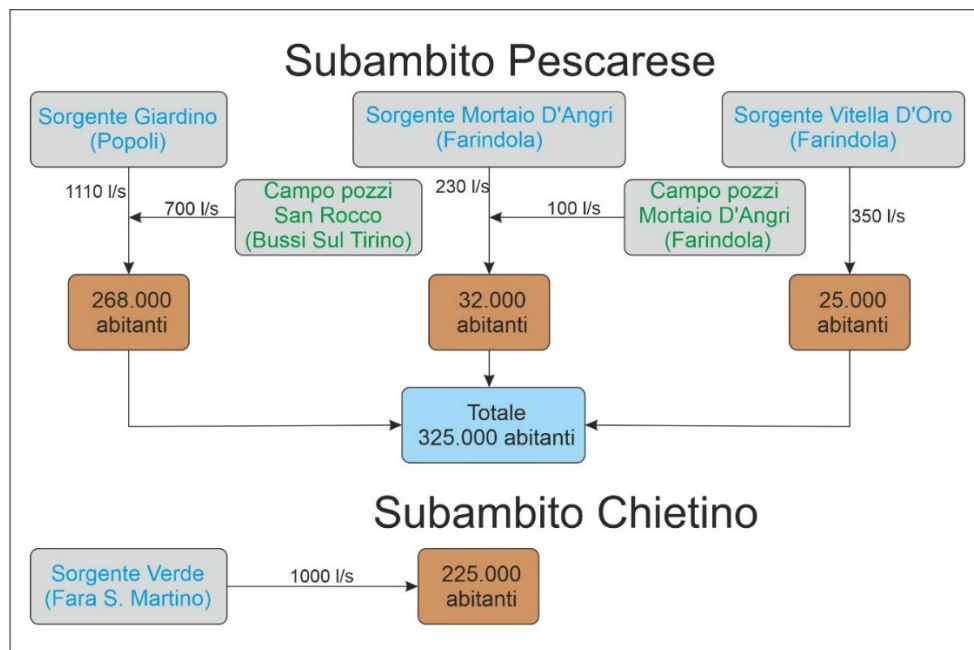 Subambito Pescarese
Sorgente Giardino
(Popoli)
Sorgente Mortaio D'Angri
(Farindola)
Sorgente Vitella D'Oro
(Farindola)
1110 l/s
700 l/s
Campo pozzi
San Rocco
(Bussi Sul Tirino)
230 l/s
100 l/s
Campo pozzi
Mortaio D'Angri
(Farindola)
350 l/s
268.000
abitanti
32.000
abitanti
25.000
abitanti
Totale
325.000 abitanti
Subambito Chietino
Sorgente Verde
(Fara S. Martino)
1000 l/s
225.000
abitanti